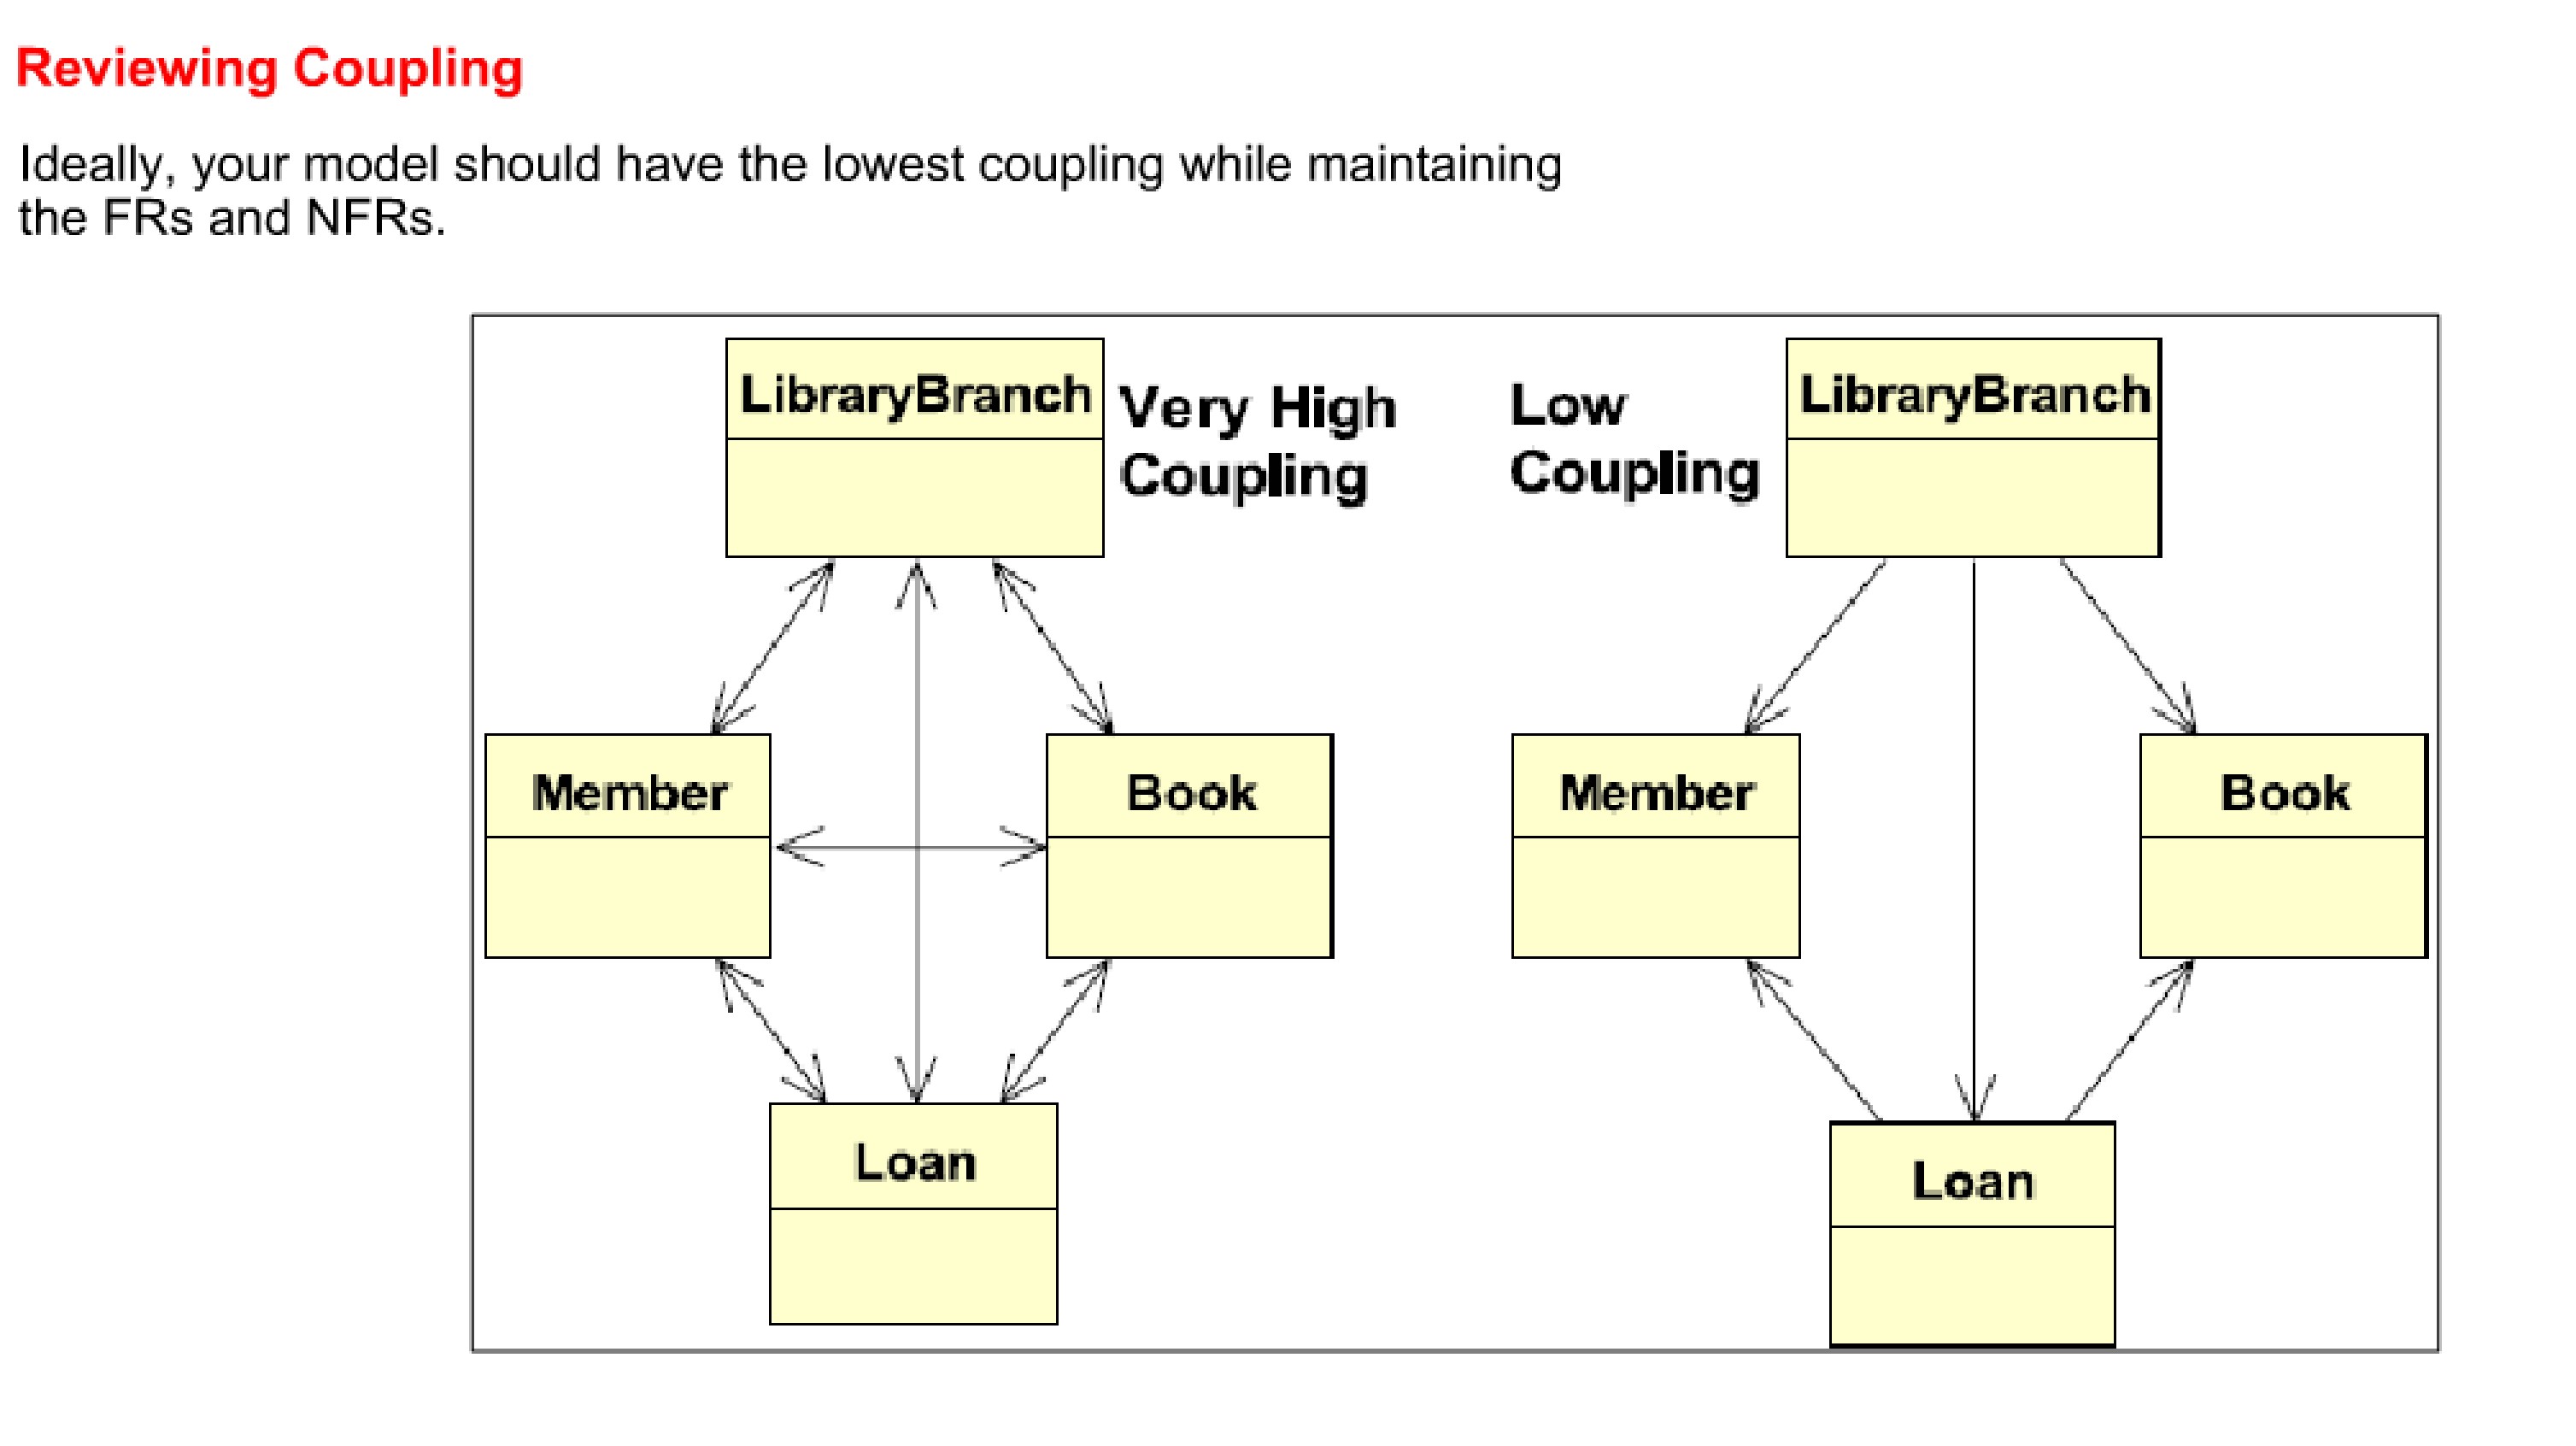 Reviewing Coupling
Ideally, your model should have the lowest coupling while maintaining
the FRs and NFRs.
LibraryBranch
Very High
Coupling
Low
Coupling
LibraryBranch
Member
Book
Member
Book
Loan
Loan